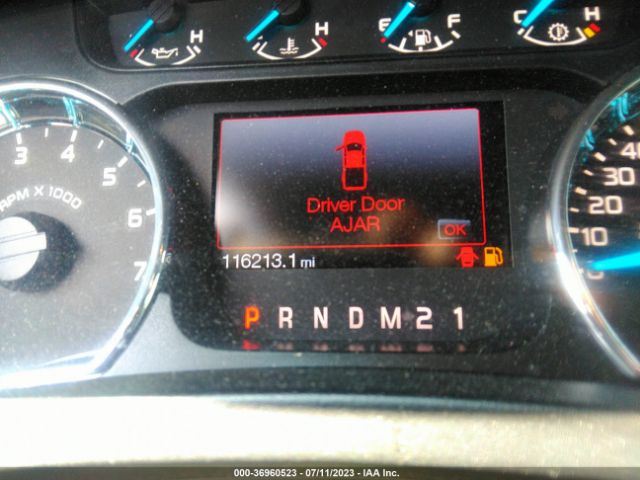 H H E F C H
3 4 5 6 7
RPM X 1000
Driver Door
AJAR
OK
116213.1 mi
P R N D M 2 1
40
30
20
10
000-36960523 - 07/11/2023 - IAA Inc.